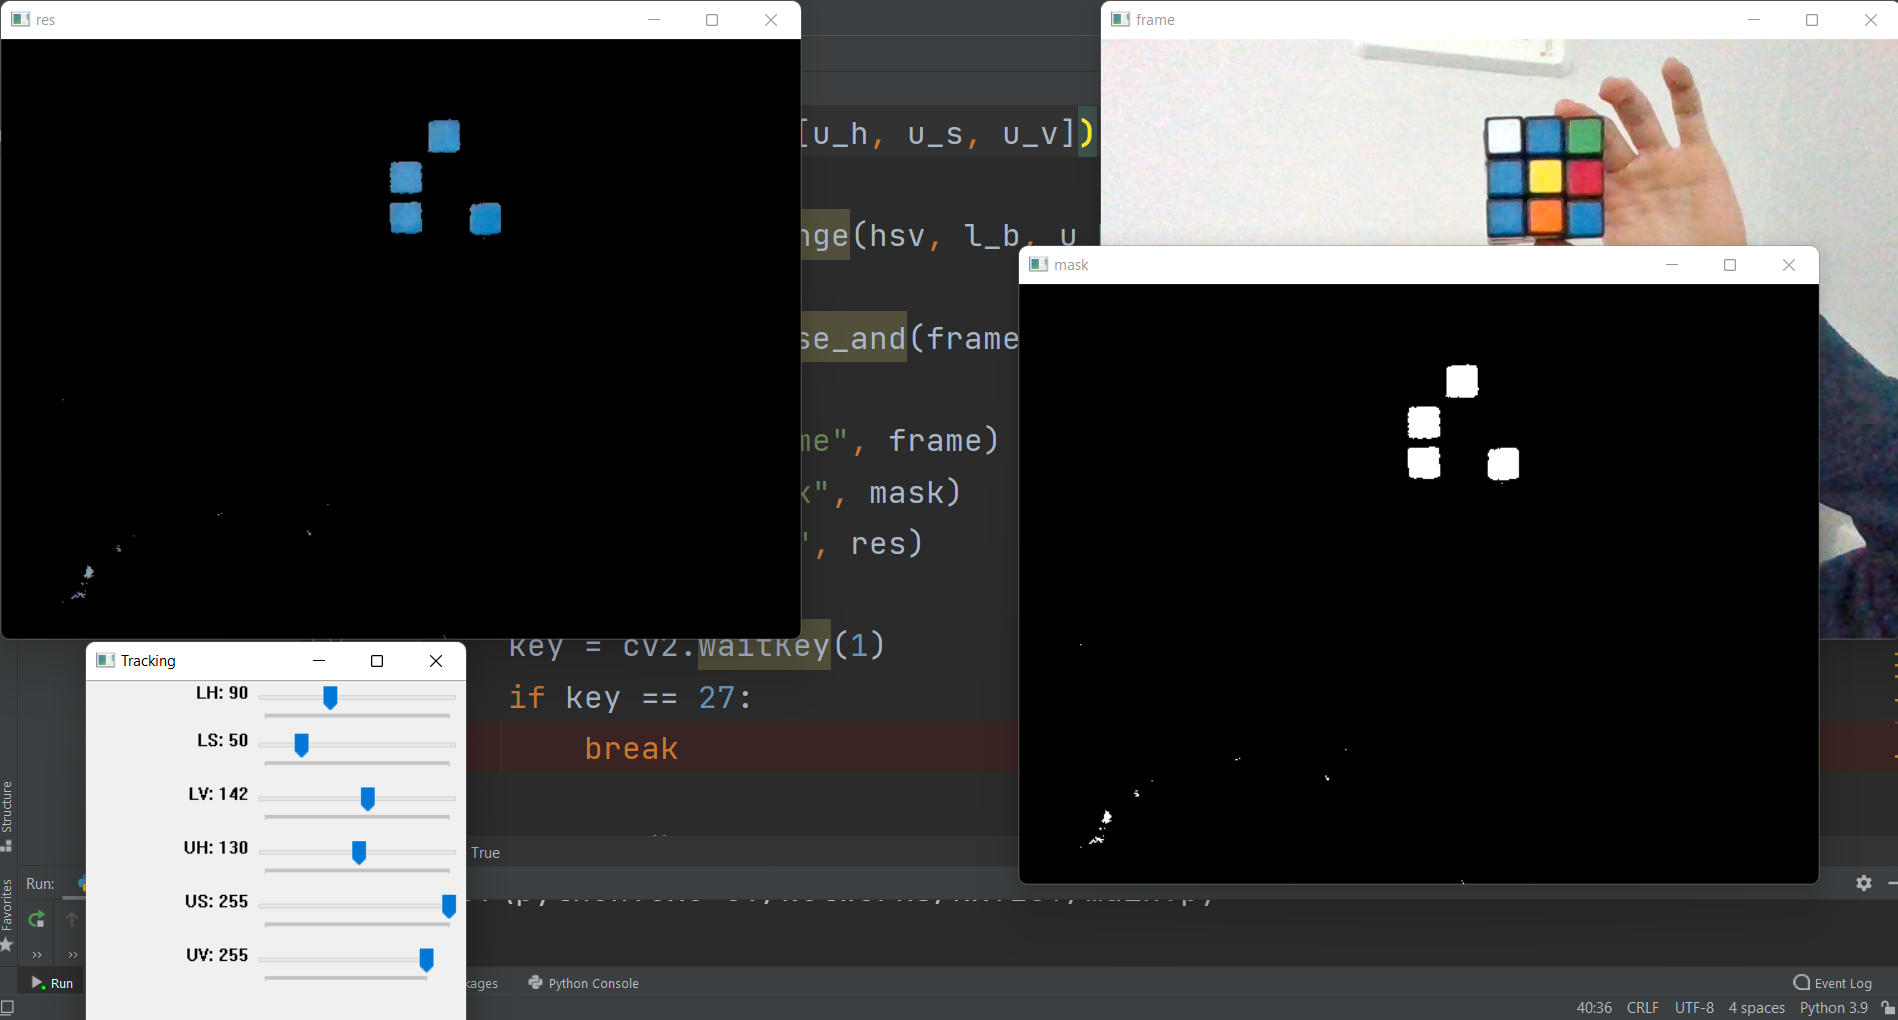 res
frame
[u_h, u_s, u_v])
nge(hsv, l_b, u
mask
se_and(frame
me", frame)
k", mask)
", res)
key = cv2.waitKey(1)
if key == 27:
break
Tracking
LH: 90
LS: 50
LV: 142
UH: 130
US: 255
UV: 255
True
Structure
Favorites
Run:
Run
kages
Python Console
Event Log
40:36 CRLF UTF-8 4 spaces Python 3.9